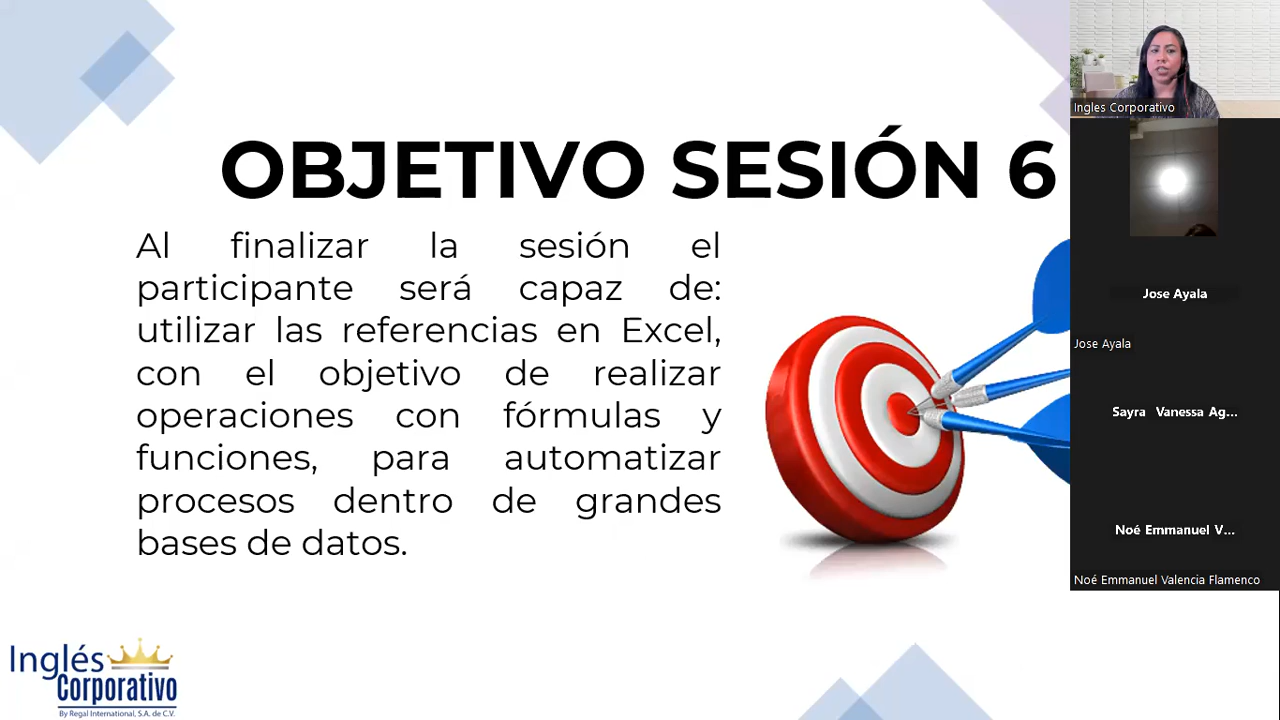 OBJETIVO SESIÓN 6
Al finalizar la sesión el
participante será capaz de:
utilizar las referencias en Excel,
con el objetivo de realizar
operaciones con fórmulas y
funciones, para automatizar
procesos dentro de grandes
bases de datos.
Inglés
Corporativo
By Regal International, S.A. de C.V.
Ingles Corporativo
Jose Ayala
Jose Ayala
Sayra Vanessa Ag...
Noé Emmanuel V...
Noé Emmanuel Valencia Flamenco